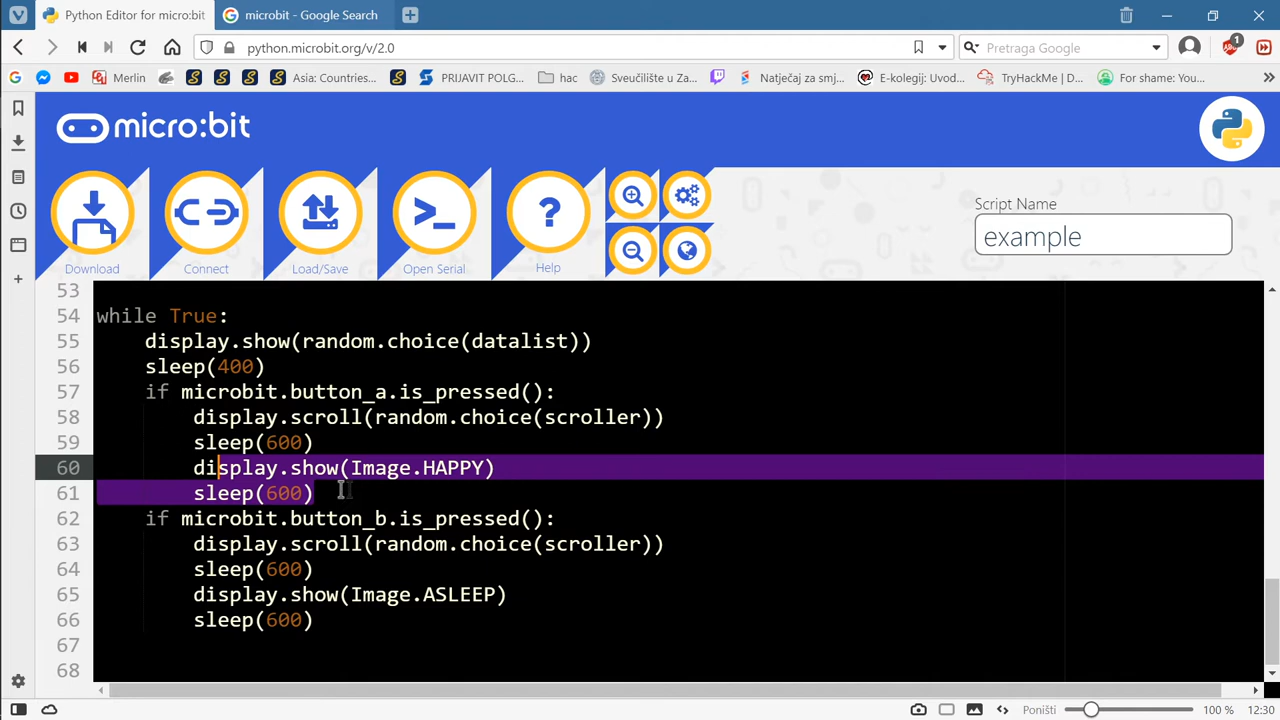 Python Editor for micro:bit
microbit - Google Search
python.microbit.org/v/2.0
Pretraga Google
1
Merlin
Asia: Countries...
PRIJAVIT POLG...
hac
Sveučilište u Za...
Natječaj za smj...
E-kolegij: Uvod...
TryHackMe | D...
For shame: You...
micro:bit
Download
Connect
Load/Save
Open Serial
Help
Script Name
example
53
54 while True:
55 display.show(random.choice(datalist))
56 sleep(400)
57 if microbit.button_a.is_pressed():
58 display.scroll(random.choice(scroller))
59 sleep(600)
60 display.show(Image.HAPPY)
61 sleep(600)
62 if microbit.button_b.is_pressed():
63 display.scroll(random.choice(scroller))
64 sleep(600)
65 display.show(Image.ASLEEP)
66 sleep(600)
67
68
Poništi
100 %
12:30